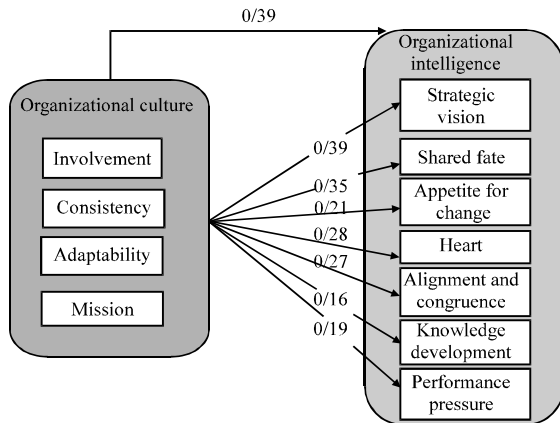 0/39
Organizational culture
Involvement
Consistency
Adaptability
Mission
0/39
0/35
0/21
0/28
0/27
0/16
0/19
Organizational
intelligence
Strategic
vision
Shared fate
Appetite for
change
Heart
Alignment and
congruence
Knowledge
development
Performance
pressure